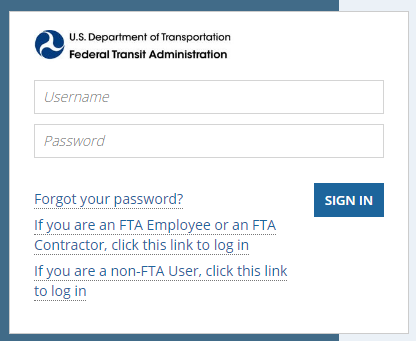 U.S. Department of Transportation
Federal Transit Administration
Username
Password
Forgot your password?
SIGN IN
If you are an FTA Employee or an FTA
Contractor, click this link to log in
If you are a non-FTA User, click this link
to log in